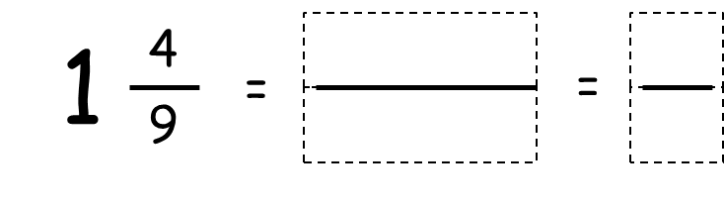 1 4/9 = =